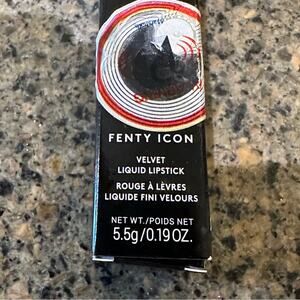 FENTY ICON
VELVET
LIQUID LIPSTICK
ROUGE À LÈVRES
LIQUIDE FINI VELOURS
NET WT./POIDS NET
5.5g/0.19 OZ.